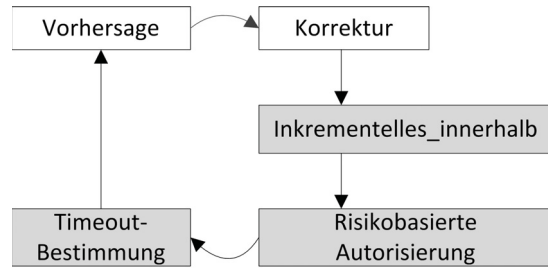 Vorhersage
Korrektur
Inkrementelles_innerhalb
Timeout-
Bestimmung
Risikobasierte
Autorisierung